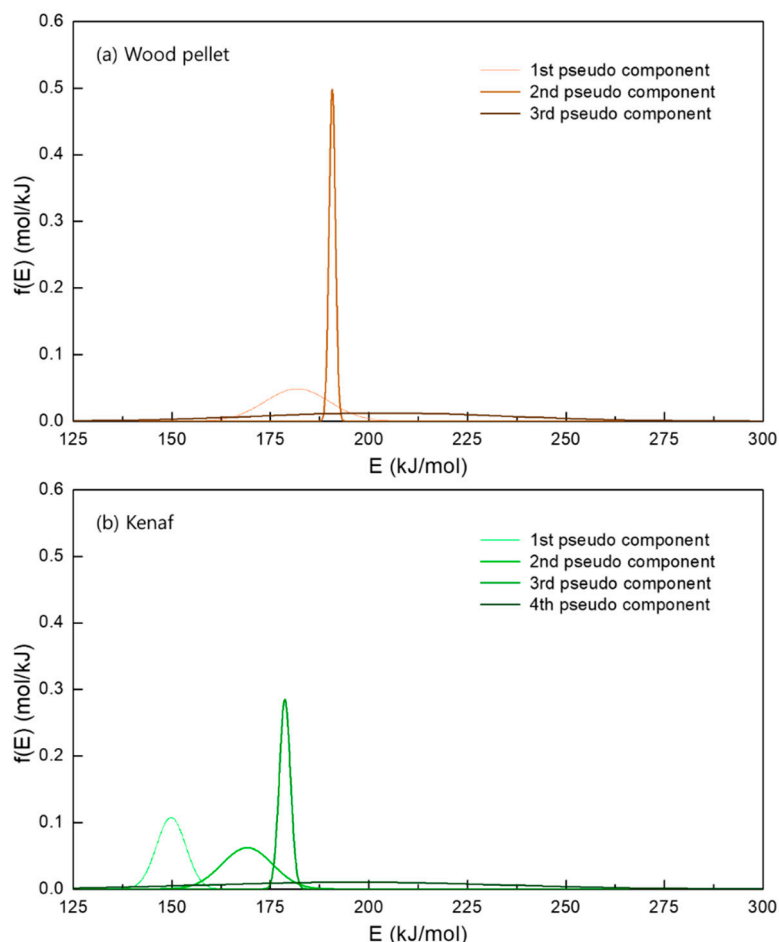 (a) Wood pellet
1st pseudo component
2nd pseudo component
3rd pseudo component
f(E) (mol/kJ)
0.6
0.5
0.4
0.3
0.2
0.1
0.0
125 150 175 200 225 250 275 300
E (kJ/mol)
(b) Kenaf
1st pseudo component
2nd pseudo component
3rd pseudo component
4th pseudo component
f(E) (mol/kJ)
0.6
0.5
0.4
0.3
0.2
0.1
0.0
125 150 175 200 225 250 275 300
E (kJ/mol)